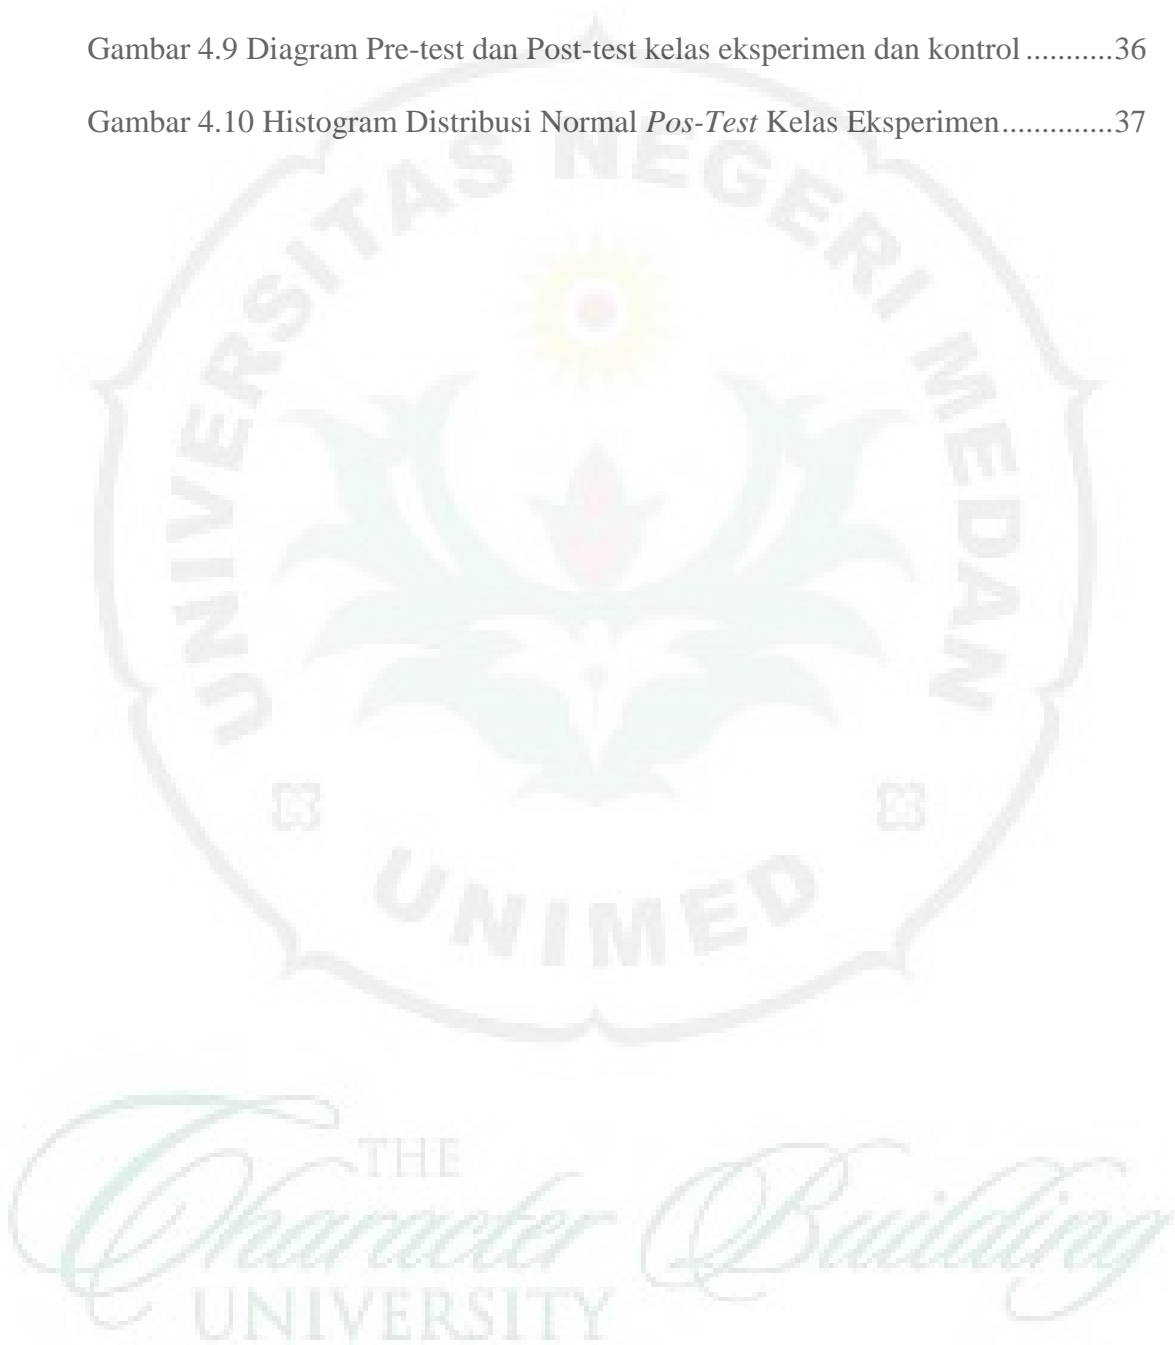 Gambar 4.9 Diagram Pre-test dan Post-test kelas eksperimen dan kontrol ...........36
Gambar 4.10 Histogram Distribusi Normal Pos-Test Kelas Eksperimen..............37
UNIVERSITAS NEGERI MEDAN
UNIMED
THE
Character Building
UNIVERSITY